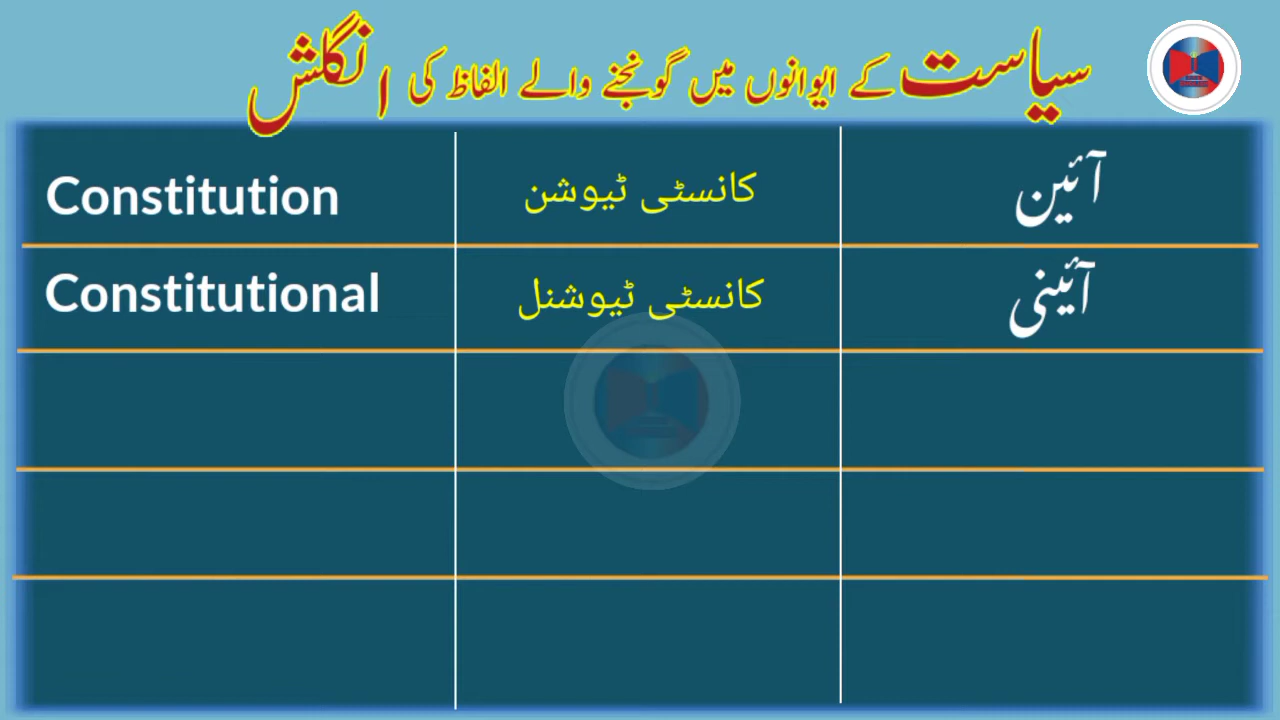 سیاست کے ایوانوں میں گونجنے والے الفاظ کی انگلش
Constitution کانسٹی ٹیوشن آئین
Constitutional کانسٹی ٹیوشنل آئینی